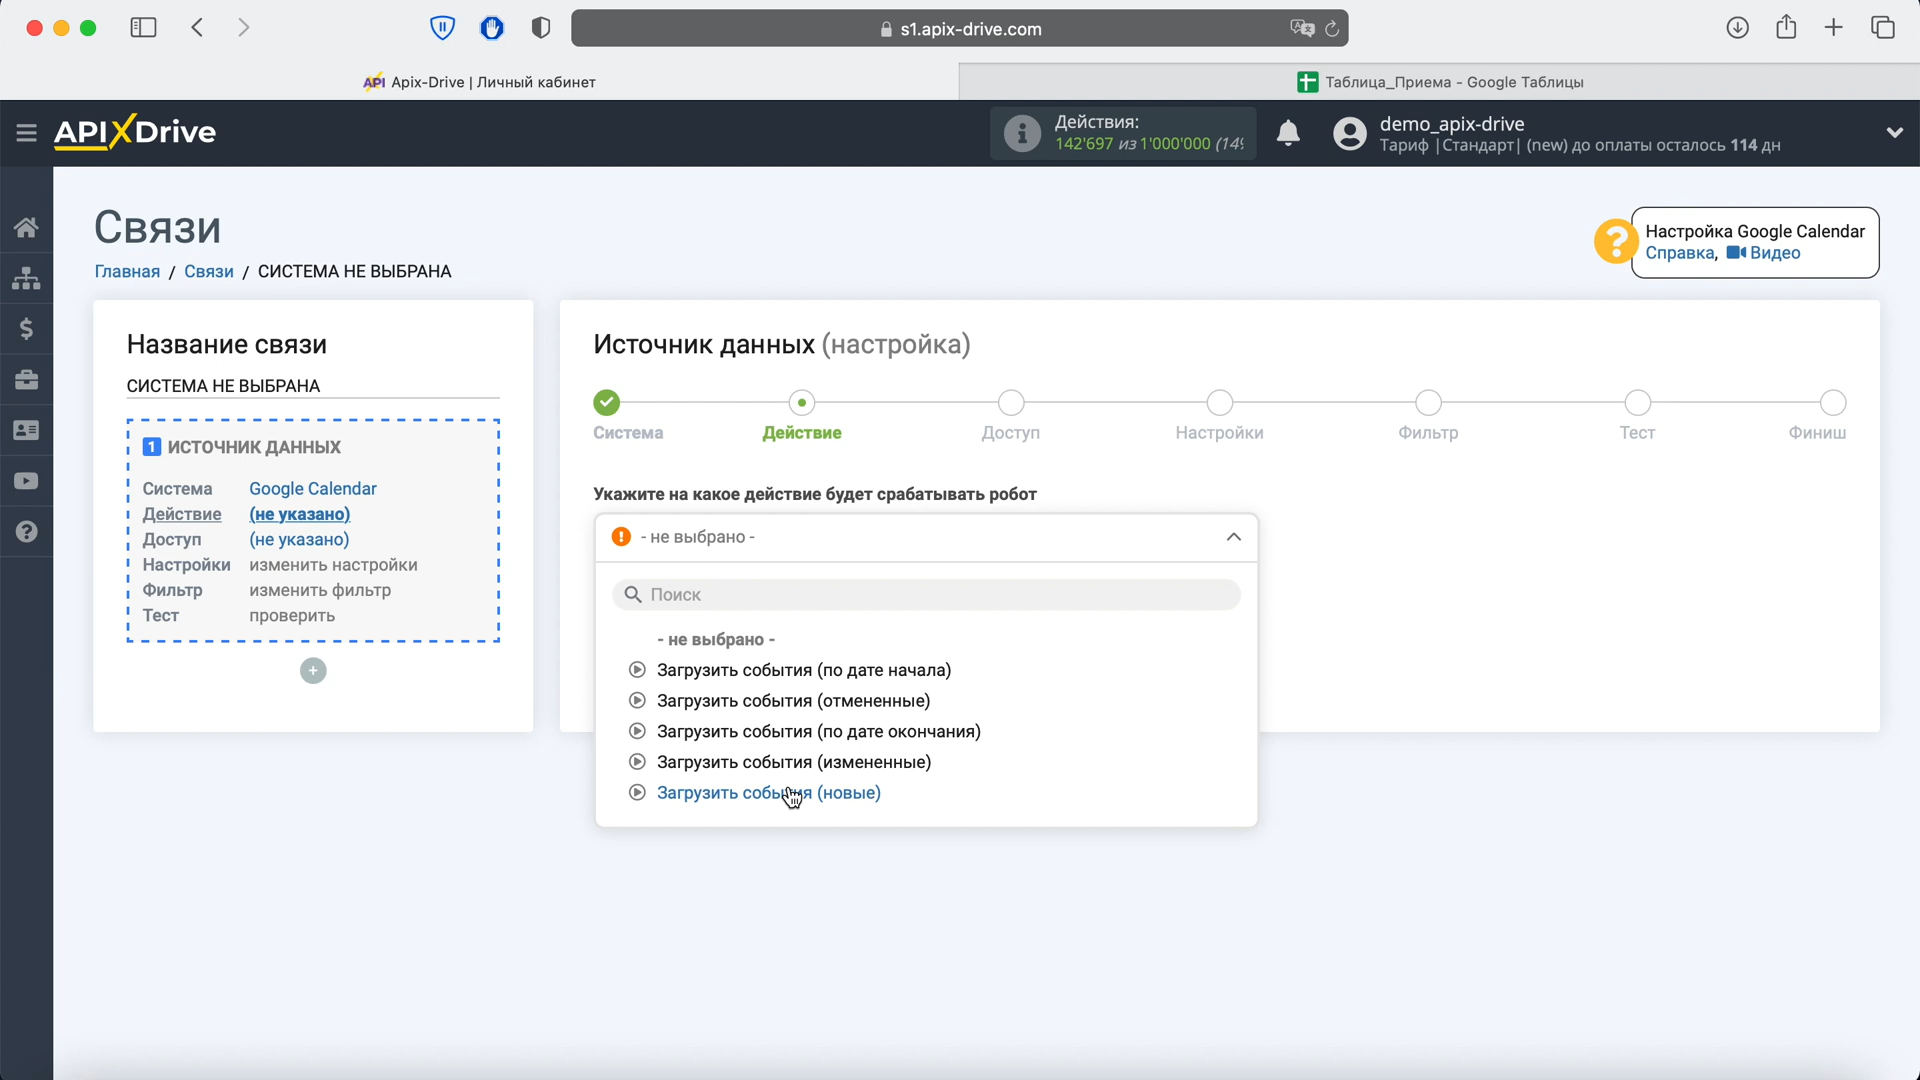 s1.apix-drive.com
API Apix-Drive | Личный кабинет
Таблица_Приема - Google Таблицы
APIXDrive
Действия:
142'697 из 1'000'000 (14%
demo_apix-drive
Тариф |Стандарт| (new) до оплаты осталось 114 дн
Связи
Главная / Связи / СИСТЕМА НЕ ВЫБРАНА
? Настройка Google Calendar
Справка, Видео
Название связи
СИСТЕМА НЕ ВЫБРАНА
1 ИСТОЧНИК ДАННЫХ
Система Google Calendar
Действие (не указано)
Доступ (не указано)
Настройки изменить настройки
Фильтр изменить фильтр
Тест проверить
+
Источник данных (настройка)
Система Действие Доступ Настройки Фильтр Тест Финиш
Укажите на какое действие будет срабатывать робот
- не выбрано -
Поиск
- не выбрано -
Загрузить события (по дате начала)
Загрузить события (отмененные)
Загрузить события (по дате окончания)
Загрузить события (измененные)
Загрузить события (новые)